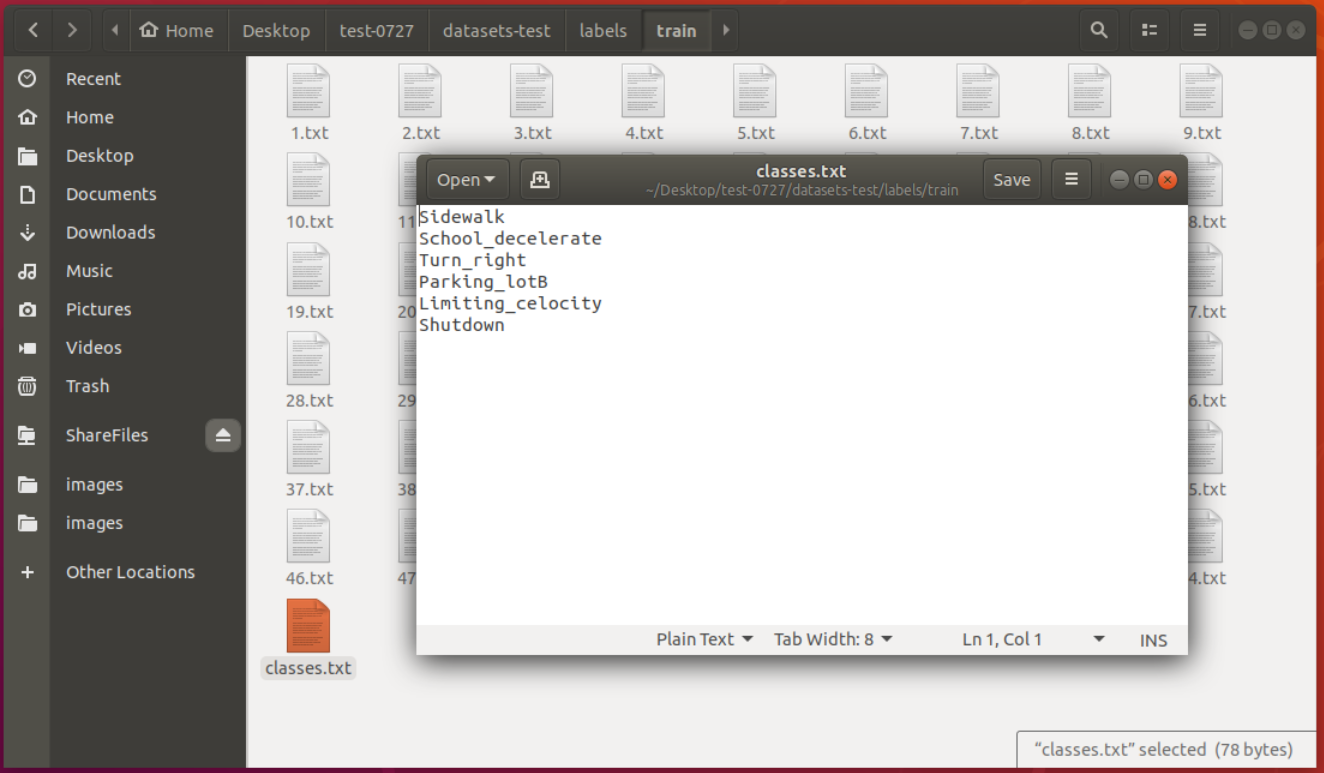 Home Desktop test-0727 datasets-test labels train
Recent
Home
Desktop
Documents
Downloads
Music
Pictures
Videos
Trash
ShareFiles
images
images
Other Locations
1.txt 2.txt 3.txt 4.txt 5.txt 6.txt 7.txt 8.txt 9.txt
10.txt 11 8.txt
19.txt 20 7.txt
28.txt 29 6.txt
37.txt 38 5.txt
46.txt 47 4.txt
classes.txt
Open classes.txt Save
~/Desktop/test-0727/datasets-test/labels/train
Sidewalk
School_decelerate
Turn_right
Parking_lotB
Limiting_celocity
Shutdown
Plain Text Tab Width: 8 Ln 1, Col 1 INS
“classes.txt” selected (78 bytes)